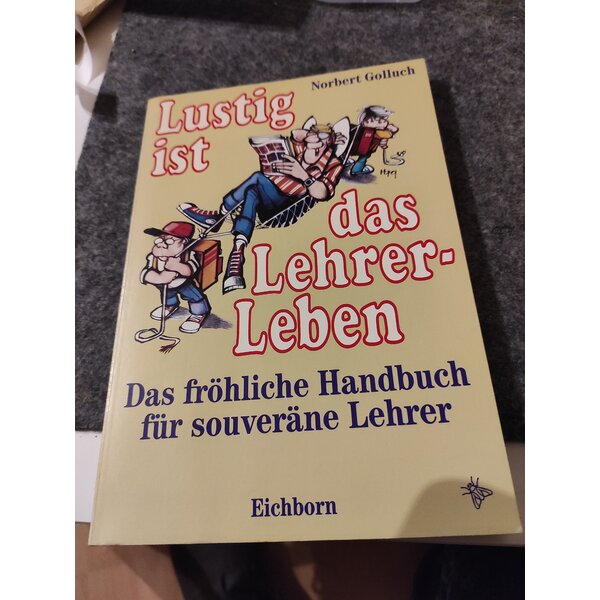 Norbert Golluch
Lustig
ist
das
Lehrer-
Leben
Das fröhliche Handbuch
für souveräne Lehrer
Eichborn